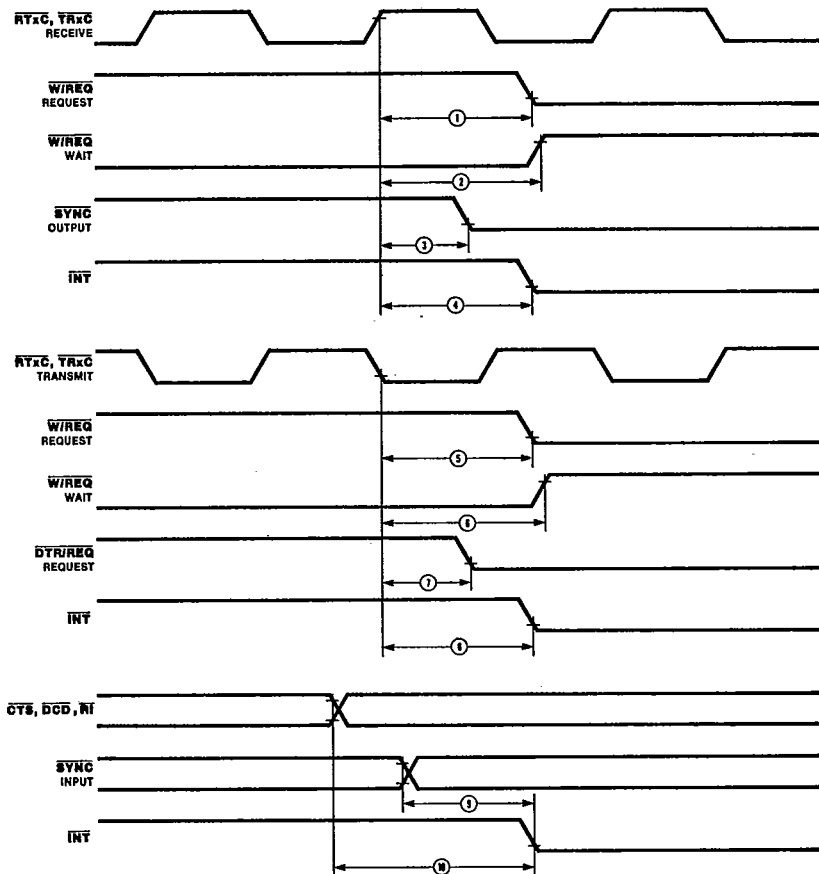 RTxC, TRxC
RECEIVE
W/REQ
REQUEST
1
W/REQ
WAIT
2
SYNC
OUTPUT
3
INT
4
RTxC, TRxC
TRANSMIT
W/REQ
REQUEST
5
W/REQ
WAIT
6
DTR/REQ
REQUEST
7
INT
8
CTS, DCD, RI
SYNC
INPUT
9
INT
10